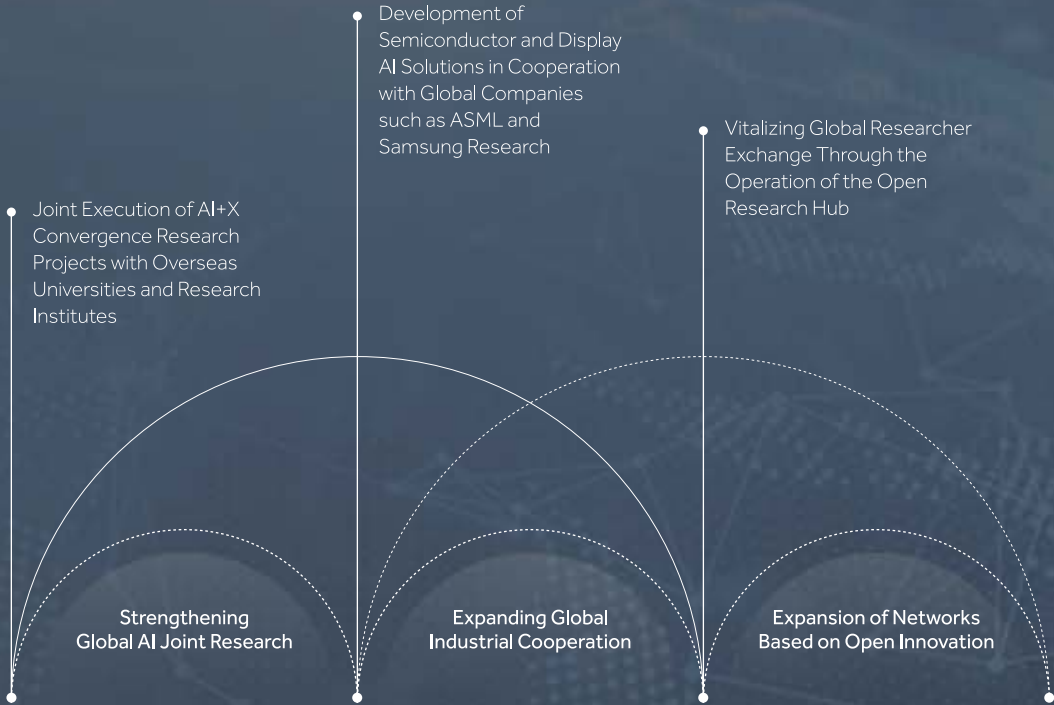 Development of
Semiconductor and Display
AI Solutions in Cooperation
with Global Companies
such as ASML and
Samsung Research
Vitalizing Global Researcher
Exchange Through the
Operation of the Open
Research Hub
Joint Execution of AI+X
Convergence Research
Projects with Overseas
Universities and Research
Institutes
Strengthening
Global AI Joint Research
Expanding Global
Industrial Cooperation
Expansion of Networks
Based on Open Innovation